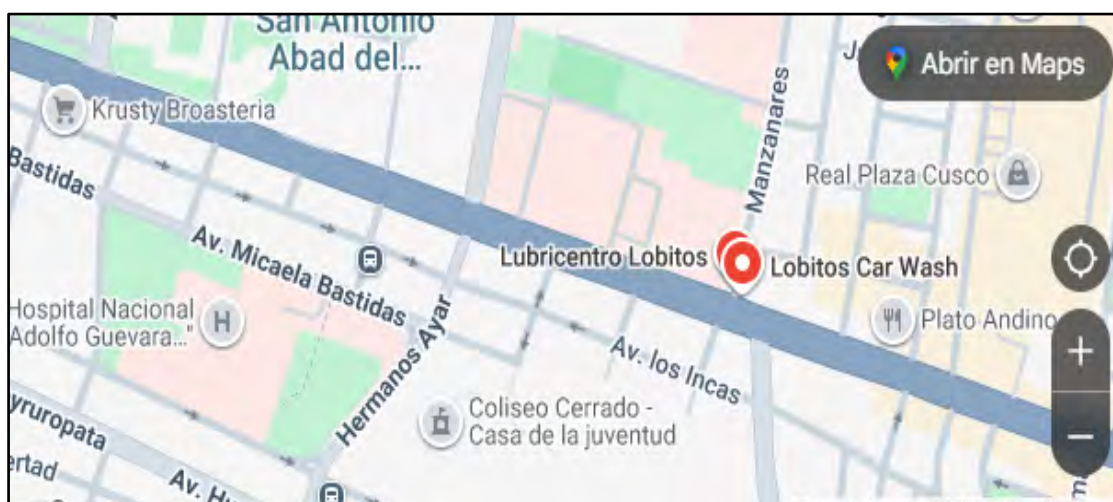 San Antonio
Abad del...
Abrir en Maps
Krusty Broasteria
Manzanares
Real Plaza Cusco
Bastidas
Av. Micaela Bastidas
Lubricentro Lobitos
Lobitos Car Wash
Hospital Nacional
Adolfo Guevara..."
H
Plato Andino
Hermanos Ayar
Av. los Incas
Coliseo Cerrado -
Casa de la juventud
yruropata
ertad
Av. Hu
+
−